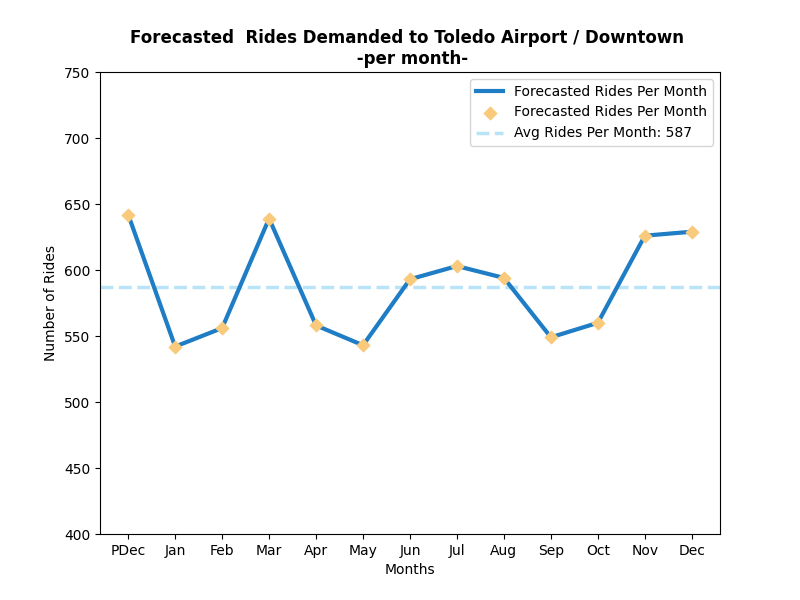 Forecasted  Rides Demanded to Toledo Airport / Downtown
-per month-
Forecasted Rides Per Month
Forecasted Rides Per Month
Avg Rides Per Month: 587
750
700
650
600
550
500
450
400
Number of Rides
PDec Jan Feb Mar Apr May Jun Jul Aug Sep Oct Nov Dec
Months